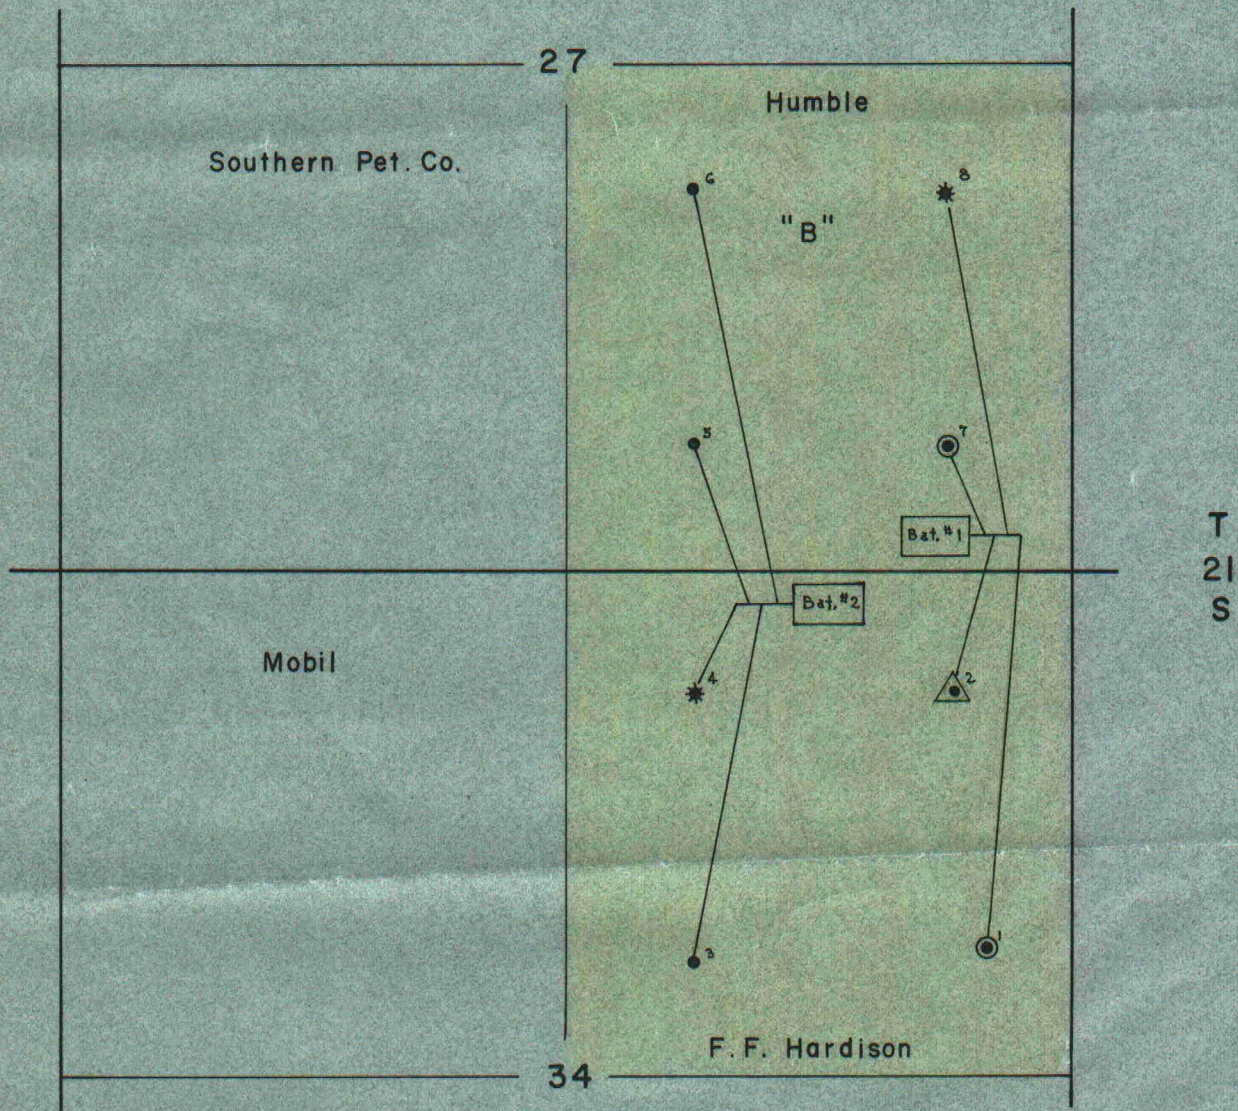 27
Humble
Southern Pet. Co.
6
8
"B"
5
7
Bat. #1
T
21
S
Bat. #2
Mobil
4
2
3
1
F. F. Hardison
34